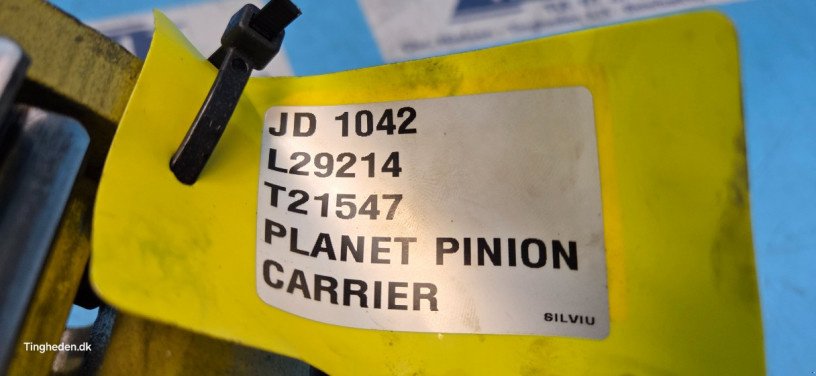 JD 1042
L29214
T21547
PLANET PINION
CARRIER
SILVIU
Tingheden.dk